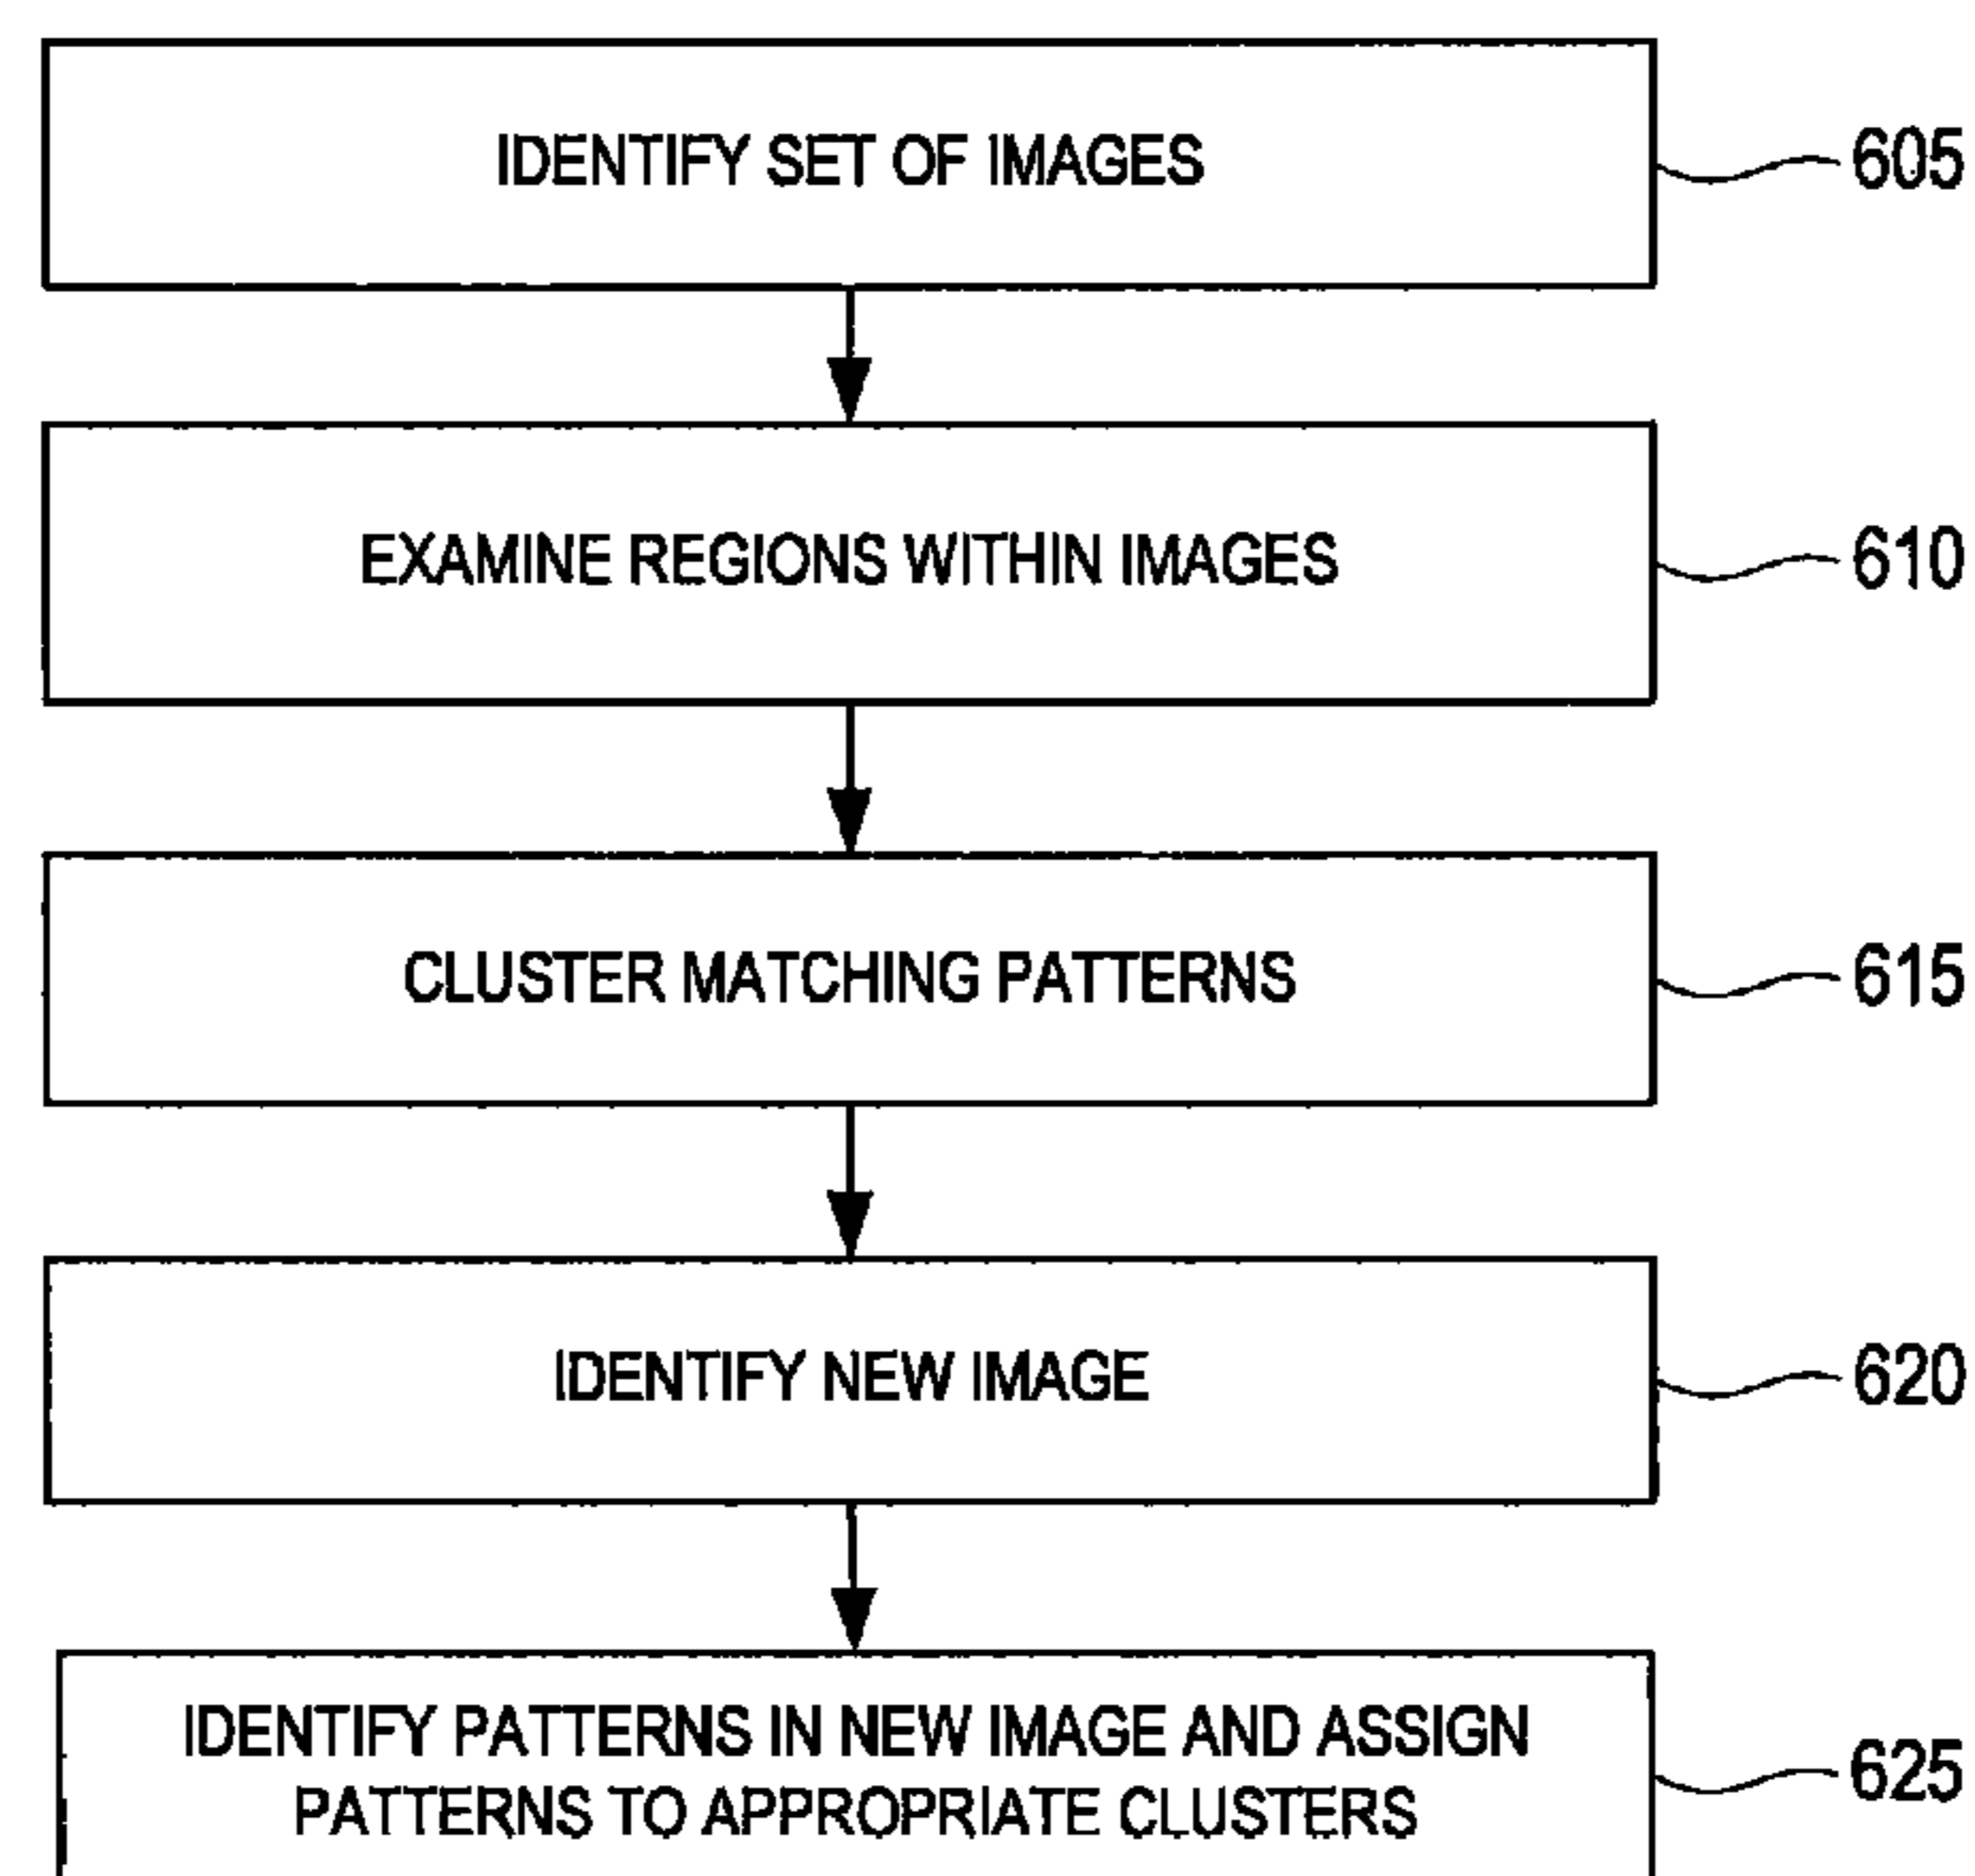 IDENTIFY SET OF IMAGES
605
EXAMINE REGIONS WITHIN IMAGES
610
CLUSTER MATCHING PATTERNS
615
IDENTIFY NEW IMAGE
620
IDENTIFY PATTERNS IN NEW IMAGE AND ASSIGN
PATTERNS TO APPROPRIATE CLUSTERS
625